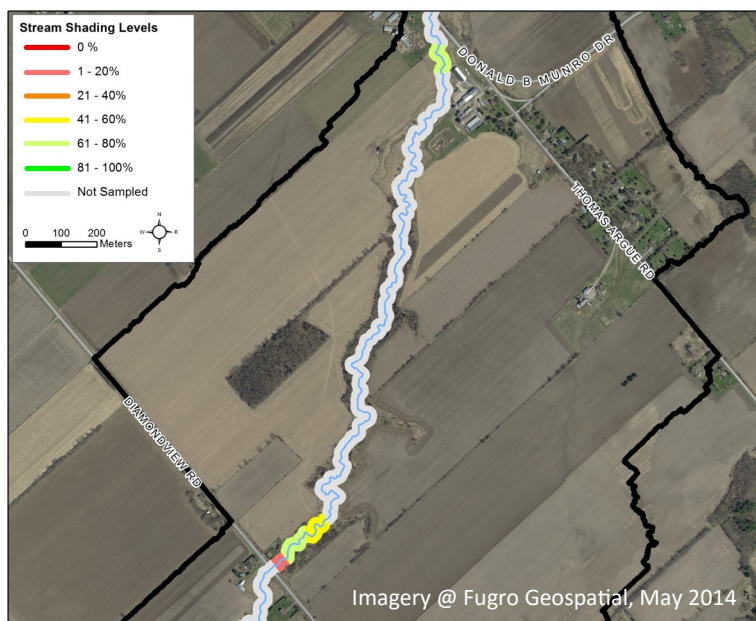 Stream Shading Levels
0 %
1 - 20%
21 - 40%
41 - 60%
61 - 80%
81 - 100%
Not Sampled
0 100 200
Meters
N
W E
S
DONALD B MUNRO DR
THOMAS ARGUE RD
DIAMONDVIEW RD
Imagery @ Fugro Geospatial, May 2014